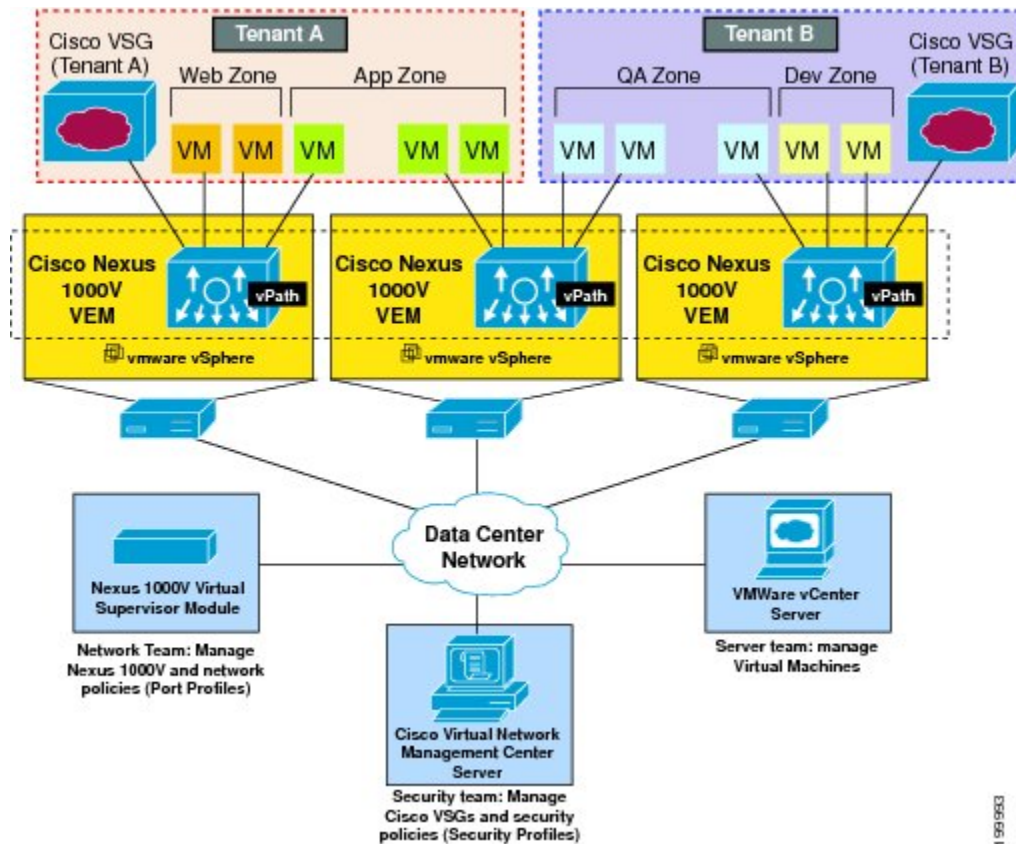 Tenant A
Tenant B
Cisco VSG
(Tenant A)
Web Zone
App Zone
QA Zone
Dev Zone
Cisco VSG
(Tenant B)
VM
VM
VM
VM
VM
VM
VM
VM
VM
VM
Cisco Nexus
1000V
VEM
vPath
vmware vSphere
Cisco Nexus
1000V
VEM
vPath
vmware vSphere
Cisco Nexus
1000V
VEM
vPath
vmware vSphere
Data Center
Network
Nexus 1000V Virtual
Supervisor Module
Network Team: Manage
Nexus 1000V and network
policies (Port Profiles)
VMWare vCenter
Server
Server team: manage
Virtual Machines
Cisco Virtual Network
Management Center
Server
Security team: Manage
Cisco VSGs and security
policies (Security Profiles)